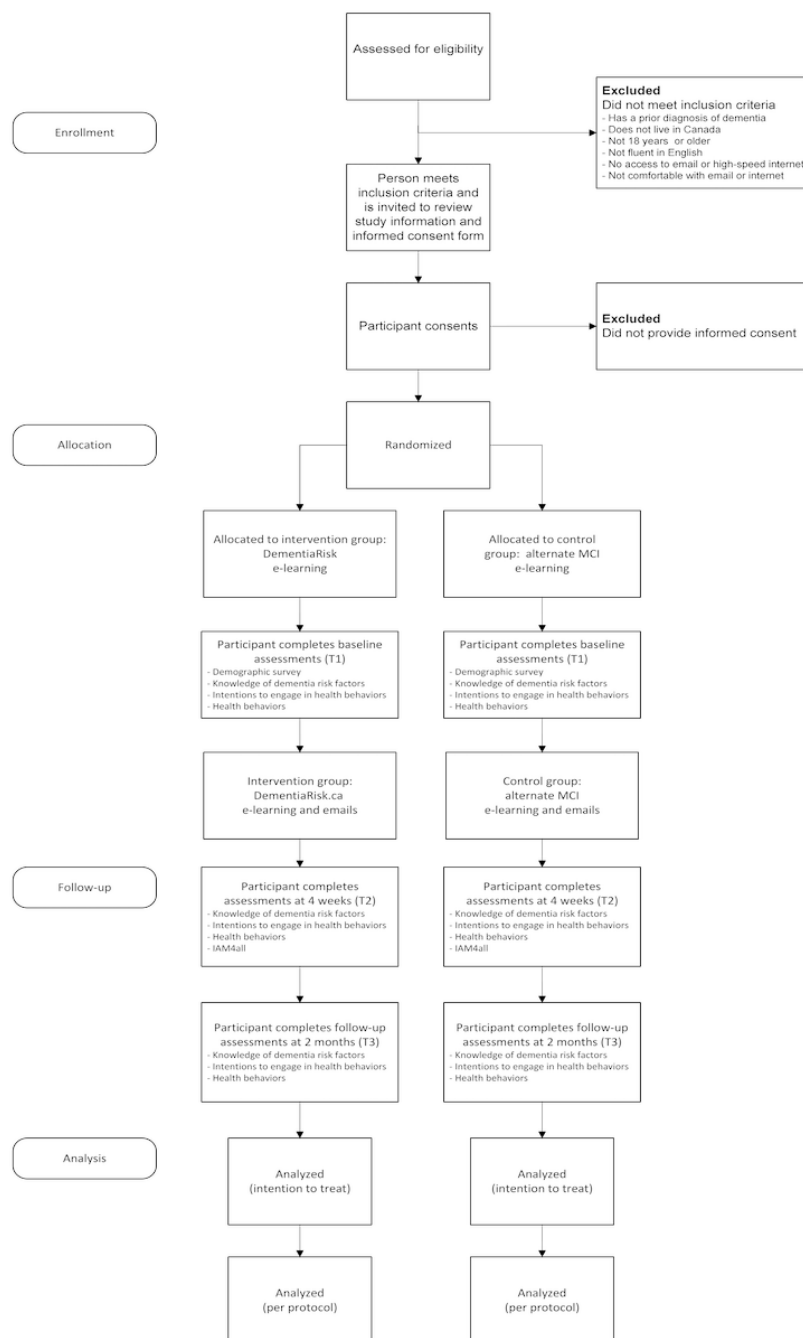 Assessed for eligibility
Enrollment
Excluded
Did not meet inclusion criteria
- Has a prior diagnosis of dementia
- Does not live in Canada
- Not 18 years or older
- Not fluent in English
- No access to email or high-speed internet
- Not comfortable with email or internet
Person meets
inclusion criteria and
is invited to review
study information and
informed consent form
Participant consents
Excluded
Did not provide informed consent
Allocation
Randomized
Allocated to intervention group:
DementiaRisk
e-learning
Allocated to control
group: alternate MCI
e-learning
Participant completes baseline
assessments (T1)
- Demographic survey
- Knowledge of dementia risk factors
- Intentions to engage in health behaviors
- Health behaviors
Participant completes baseline
assessments (T1)
- Demographic survey
- Knowledge of dementia risk factors
- Intentions to engage in health behaviors
- Health behaviors
Intervention group:
DementiaRisk.ca
e-learning and emails
Control group:
alternate MCI
e-learning and emails
Follow-up
Participant completes
assessments at 4 weeks (T2)
- Knowledge of dementia risk factors
- Intentions to engage in health behaviors
- Health behaviors
- IAM4all
Participant completes
assessments at 4 weeks (T2)
- Knowledge of dementia risk factors
- Intentions to engage in health behaviors
- Health behaviors
- IAM4all
Participant completes follow-up
assessments at 2 months (T3)
- Knowledge of dementia risk factors
- Intentions to engage in health behaviors
- Health behaviors
Participant completes follow-up
assessments at 2 months (T3)
- Knowledge of dementia risk factors
- Intentions to engage in health behaviors
- Health behaviors
Analysis
Analyzed
(intention to treat)
Analyzed
(intention to treat)
Analyzed
(per protocol)
Analyzed
(per protocol)